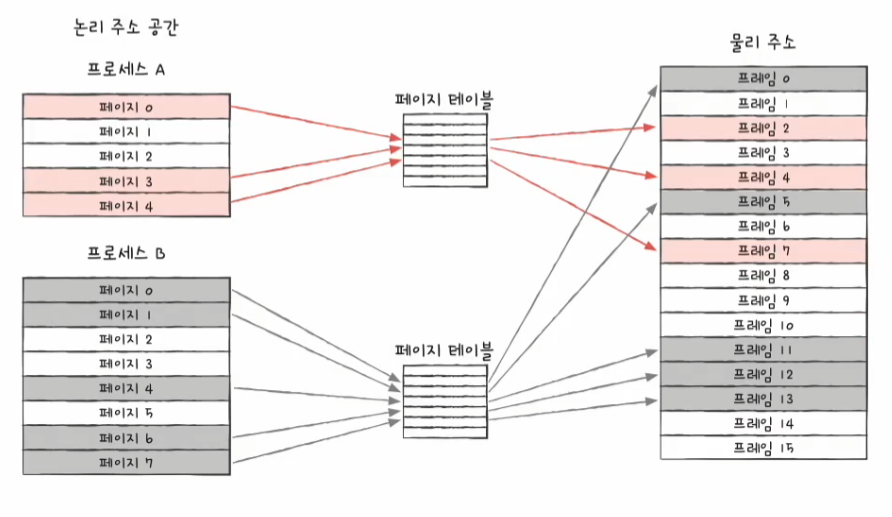 논리 주소 공간
프로세스 A
페이지 0
페이지 1
페이지 2
페이지 3
페이지 4
프로세스 B
페이지 0
페이지 1
페이지 2
페이지 3
페이지 4
페이지 5
페이지 6
페이지 7
페이지 테이블
페이지 테이블
물리 주소
프레임 0
프레임 1
프레임 2
프레임 3
프레임 4
프레임 5
프레임 6
프레임 7
프레임 8
프레임 9
프레임 10
프레임 11
프레임 12
프레임 13
프레임 14
프레임 15